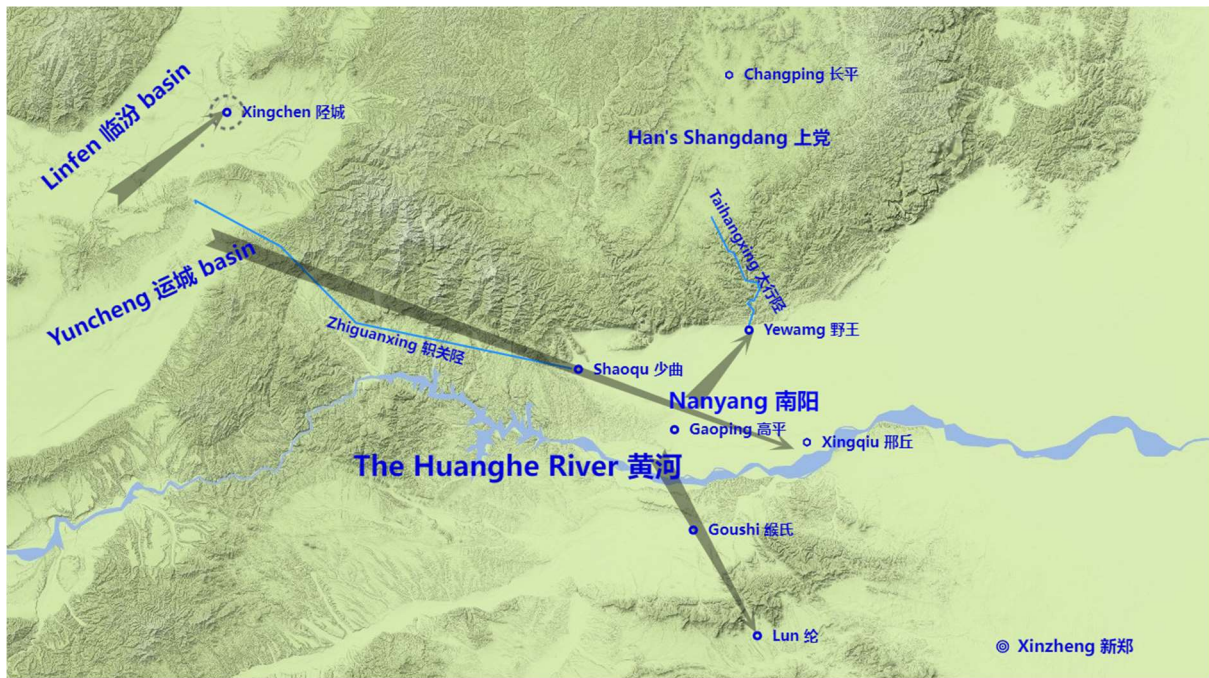 Changping 长平
Linfen 临汾 basin
Xingchen 陉城
Han's Shangdang 上党
Taihangxing 太行陉
Yuncheng 运城 basin
Zhiguanxing 轵关陉
Yewamg 野王
Shaoqu 少曲
Nanyang 南阳
Gaoping 高平
Xingqiu 邢丘
The Huanghe River 黄河
Goushi 缑氏
Lun 纶
Xinzheng 新郑